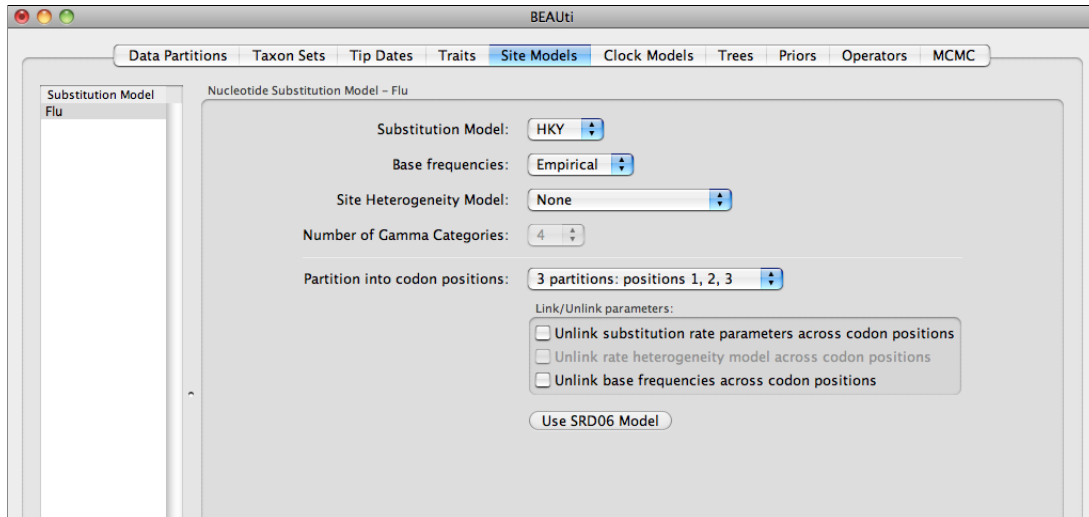 BEAUti
Data Partitions Taxon Sets Tip Dates Traits Site Models Clock Models Trees Priors Operators MCMC
Substitution Model
Flu
Nucleotide Substitution Model – Flu
Substitution Model: HKY
Base frequencies: Empirical
Site Heterogeneity Model: None
Number of Gamma Categories: 4
Partition into codon positions: 3 partitions: positions 1, 2, 3
Link/Unlink parameters:
Unlink substitution rate parameters across codon positions
Unlink rate heterogeneity model across codon positions
Unlink base frequencies across codon positions
Use SRD06 Model